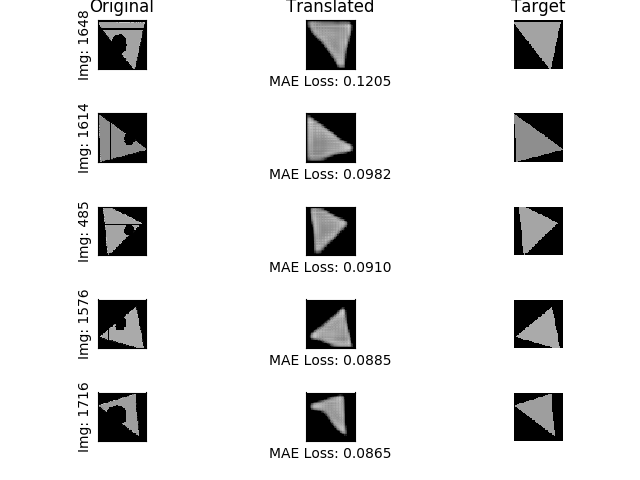 Original Translated Target
Img: 1648
MAE Loss: 0.1205
Img: 1614
MAE Loss: 0.0982
Img: 485
MAE Loss: 0.0910
Img: 1576
MAE Loss: 0.0885
Img: 1716
MAE Loss: 0.0865